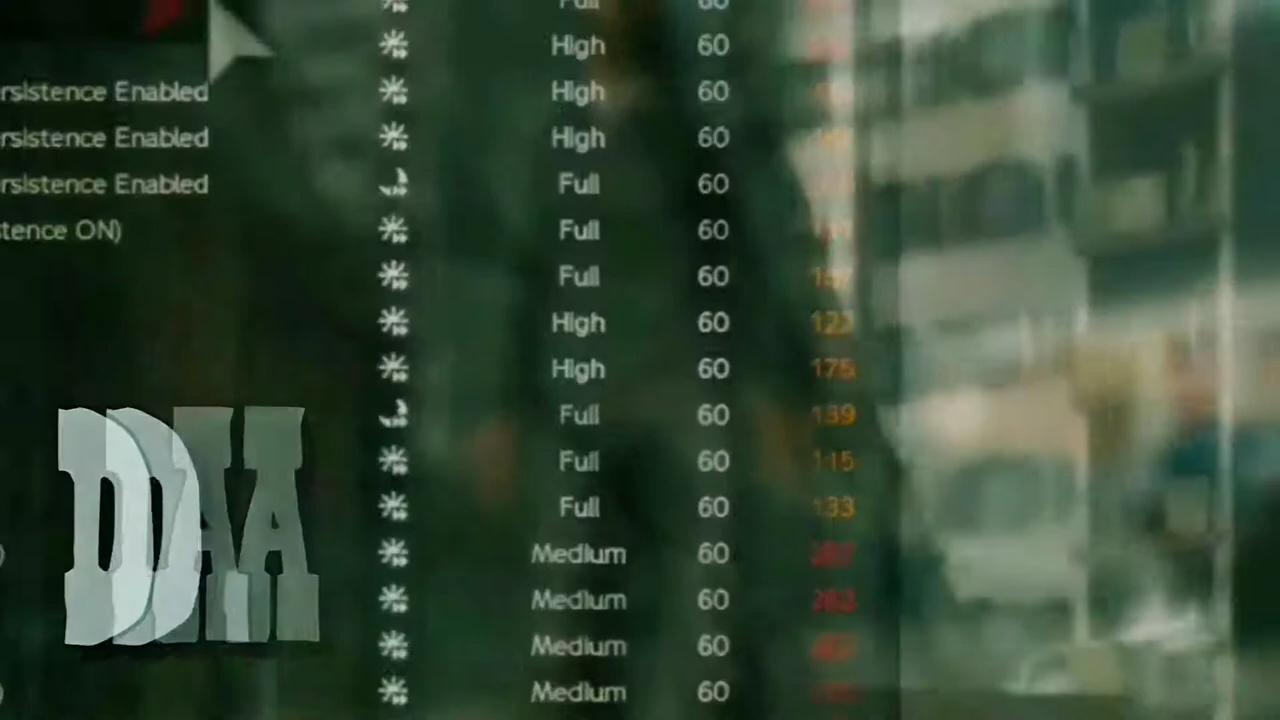 Full 60
High 60
rsistence Enabled High 60
rsistence Enabled High 60
rsistence Enabled Full 60
stence ON) Full 60
Full 60
High 60 122
High 60 175
Full 60 139
Full 60 115
Full 60 133
) Medium 60
Medium 60
Medium 60
) Medium 60